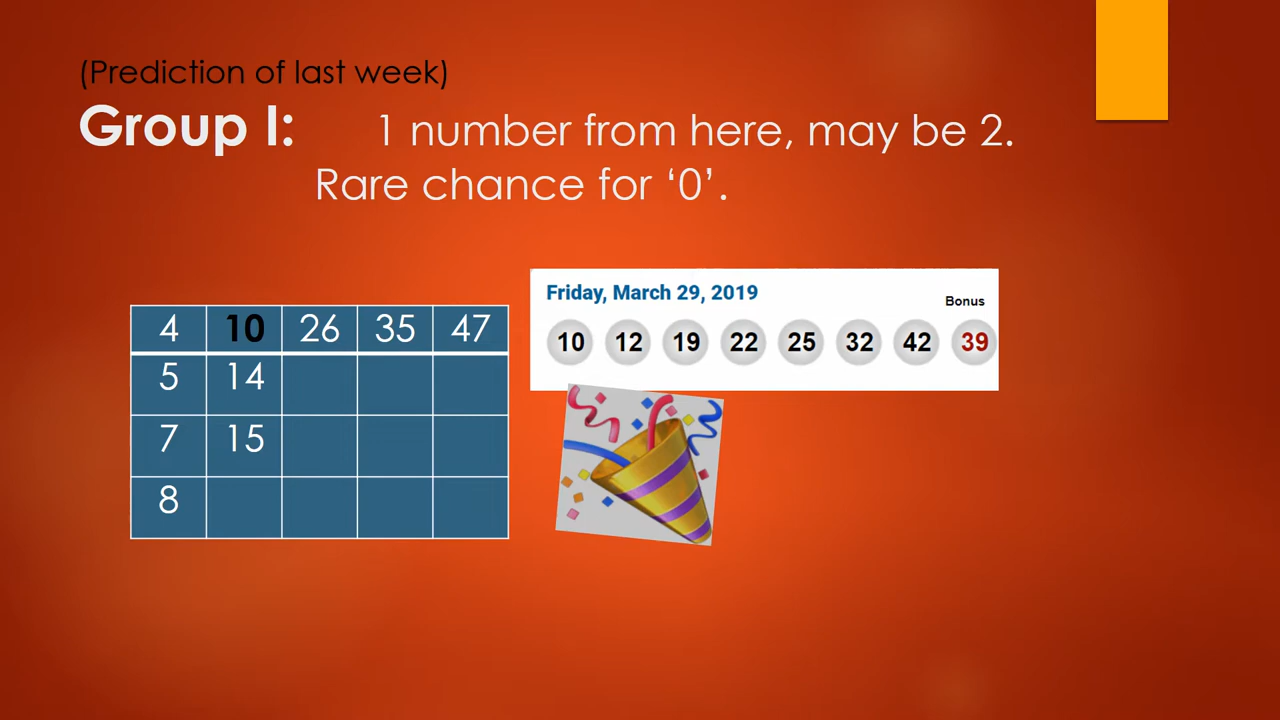 (Prediction of last week)
Group I: 1 number from here, may be 2.
Rare chance for ‘0’.
Friday, March 29, 2019
Bonus
10 12 19 22 25 32 42 39
4 10 26 35 47
5 14
7 15
8